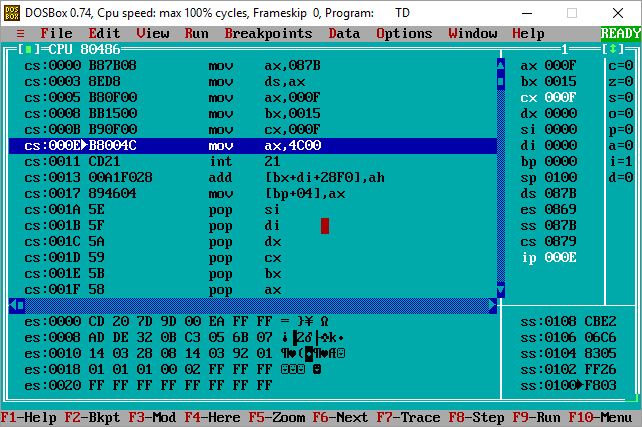 DOSBox 0.74, Cpu speed: max 100% cycles, Frameskip 0, Program: TD
≡ File Edit View Run Breakpoints Data Options Window Help READY
[■]=CPU 80486 1 [↕]
cs:0000 B87B08 mov ax,087B
cs:0003 8ED8 mov ds,ax
cs:0005 B80F00 mov ax,000F
cs:0008 BB1500 mov bx,0015
cs:000B B90F00 mov cx,000F
cs:000E►B8004C mov ax,4C00
cs:0011 CD21 int 21
cs:0013 00A1F028 add [bx+di+28F0],ah
cs:0017 894604 mov [bp+04],ax
cs:001A 5E pop si
cs:001B 5F pop di
cs:001C 5A pop dx
cs:001D 59 pop cx
cs:001E 5B pop bx
cs:001F 58 pop ax
ax 000F c=0
bx 0015 z=0
cx 000F s=0
dx 0000 o=0
si 0000 p=0
di 0000 a=0
bp 0000 i=1
sp 0100 d=0
ds 087B
es 0869
ss 087B
cs 0879
ip 000E
es:0000 CD 20 7D 9D 00 EA FF FF = }¥ Ω
es:0008 AD DE 32 0B C3 05 6B 07 ¡▐2♂├♣k•
es:0010 14 03 28 08 14 03 92 01 ¶♥(◘¶♥Æ☺
es:0018 01 01 01 00 02 FF FF FF ☺☺☺ ☻
es:0020 FF FF FF FF FF FF FF FF
ss:0108 CBE2
ss:0106 06C6
ss:0104 8305
ss:0102 FF26
ss:0100►F803
F1-Help F2-Bkpt F3-Mod F4-Here F5-Zoom F6-Next F7-Trace F8-Step F9-Run F10-Menu